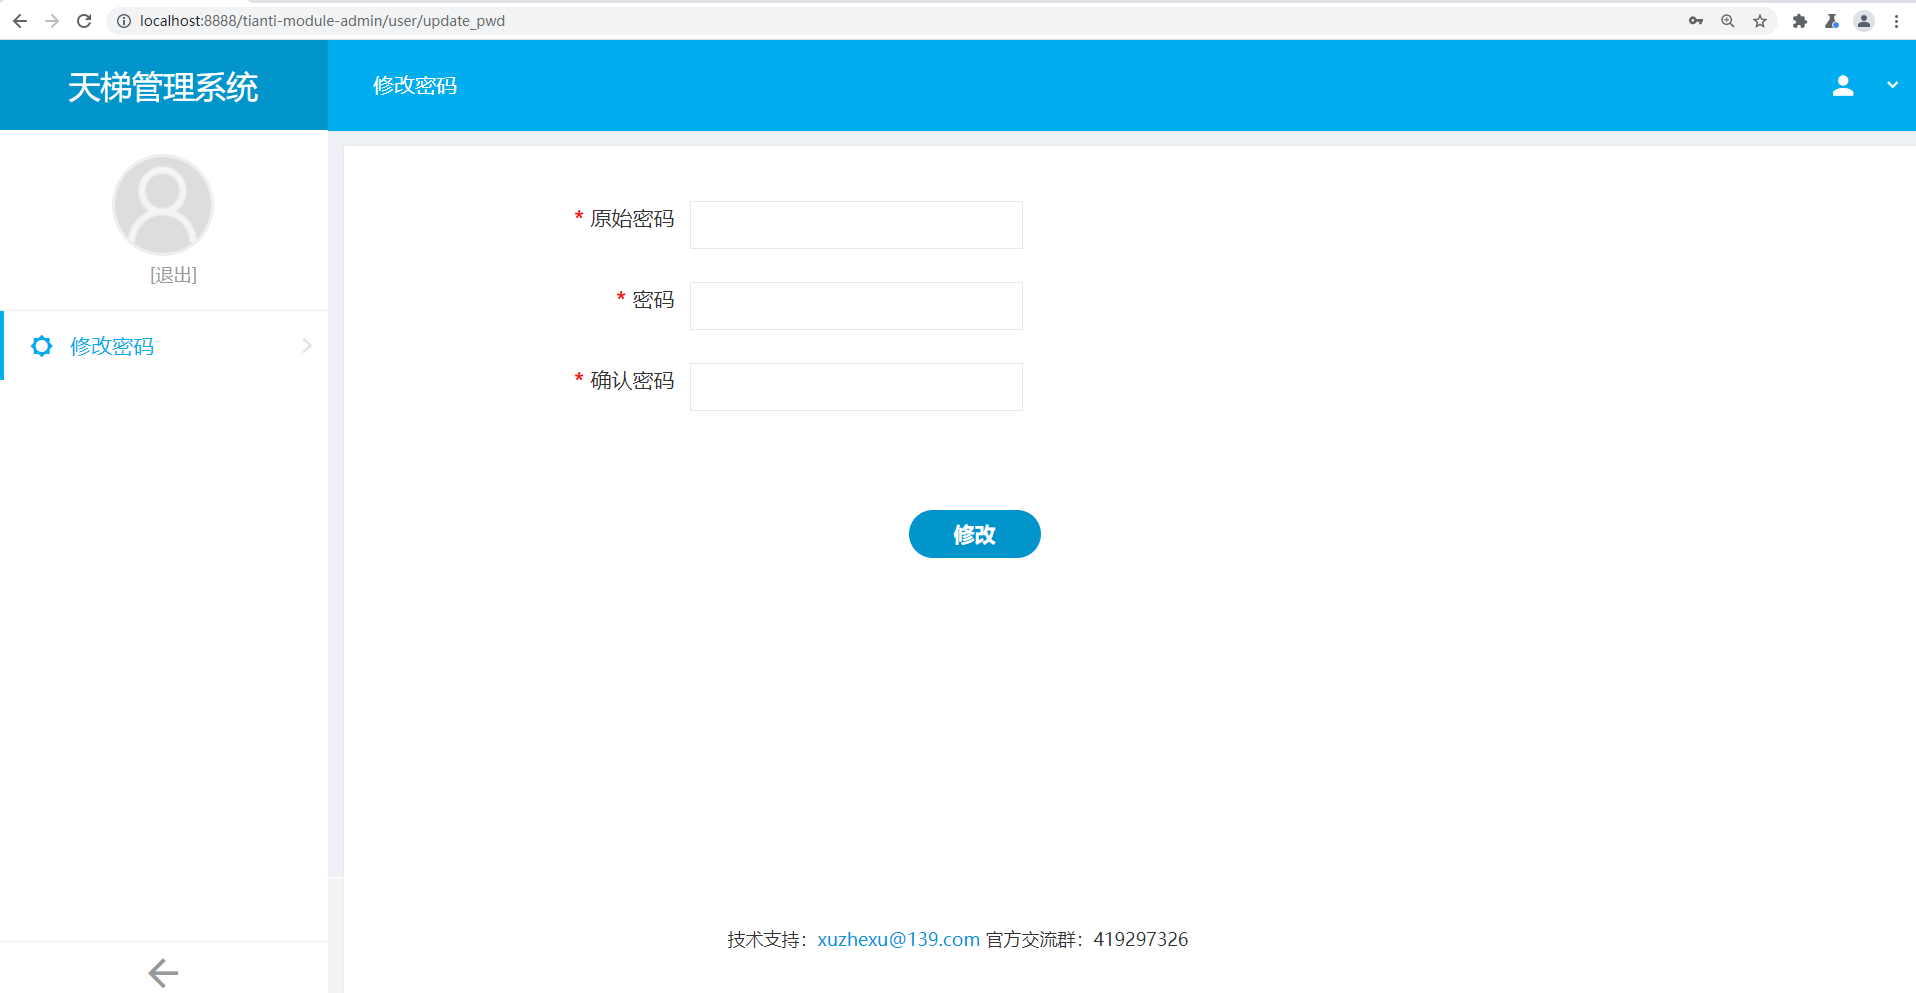 localhost:8888/tianti-module-admin/user/update_pwd
天梯管理系统
修改密码
[退出]
修改密码
* 原始密码
* 密码
* 确认密码
修改
技术支持：xuzhexu@139.com 官方交流群：419297326